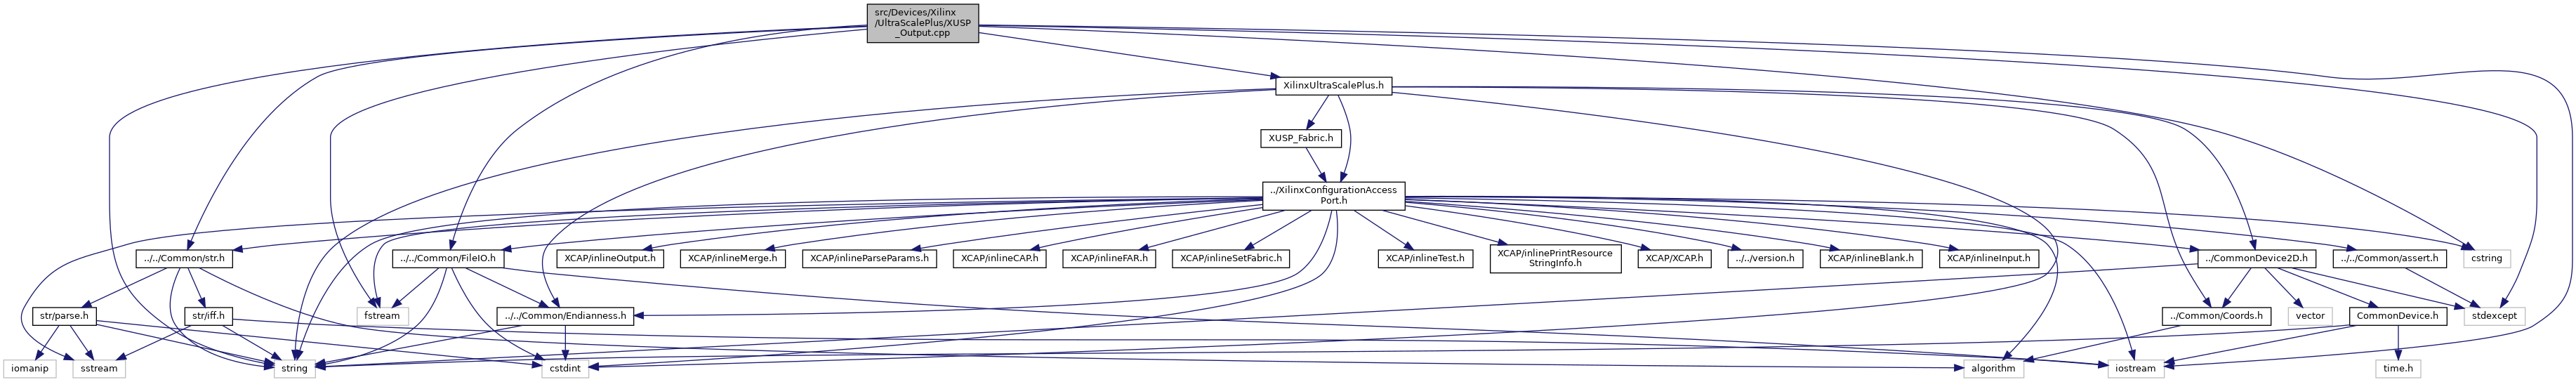 src/Devices/Xilinx
/UltraScalePlus/XUSP
_Output.cpp
XilinxUltraScalePlus.h
XUSP_Fabric.h
../XilinxConfigurationAccess
Port.h
../../Common/str.h
../../Common/FileIO.h
XCAP/inlineOutput.h
XCAP/inlineMerge.h
XCAP/inlineParseParams.h
XCAP/inlineCAP.h
XCAP/inlineFAR.h
XCAP/inlineSetFabric.h
XCAP/inlineTest.h
XCAP/inlinePrintResource
StringInfo.h
XCAP/XCAP.h
../../version.h
XCAP/inlineBlank.h
XCAP/inlineInput.h
../CommonDevice2D.h
../../Common/assert.h
cstring
str/parse.h
str/iff.h
fstream
../../Common/Endianness.h
../Common/Coords.h
vector
CommonDevice.h
stdexcept
iomanip
sstream
string
cstdint
algorithm
iostream
time.h